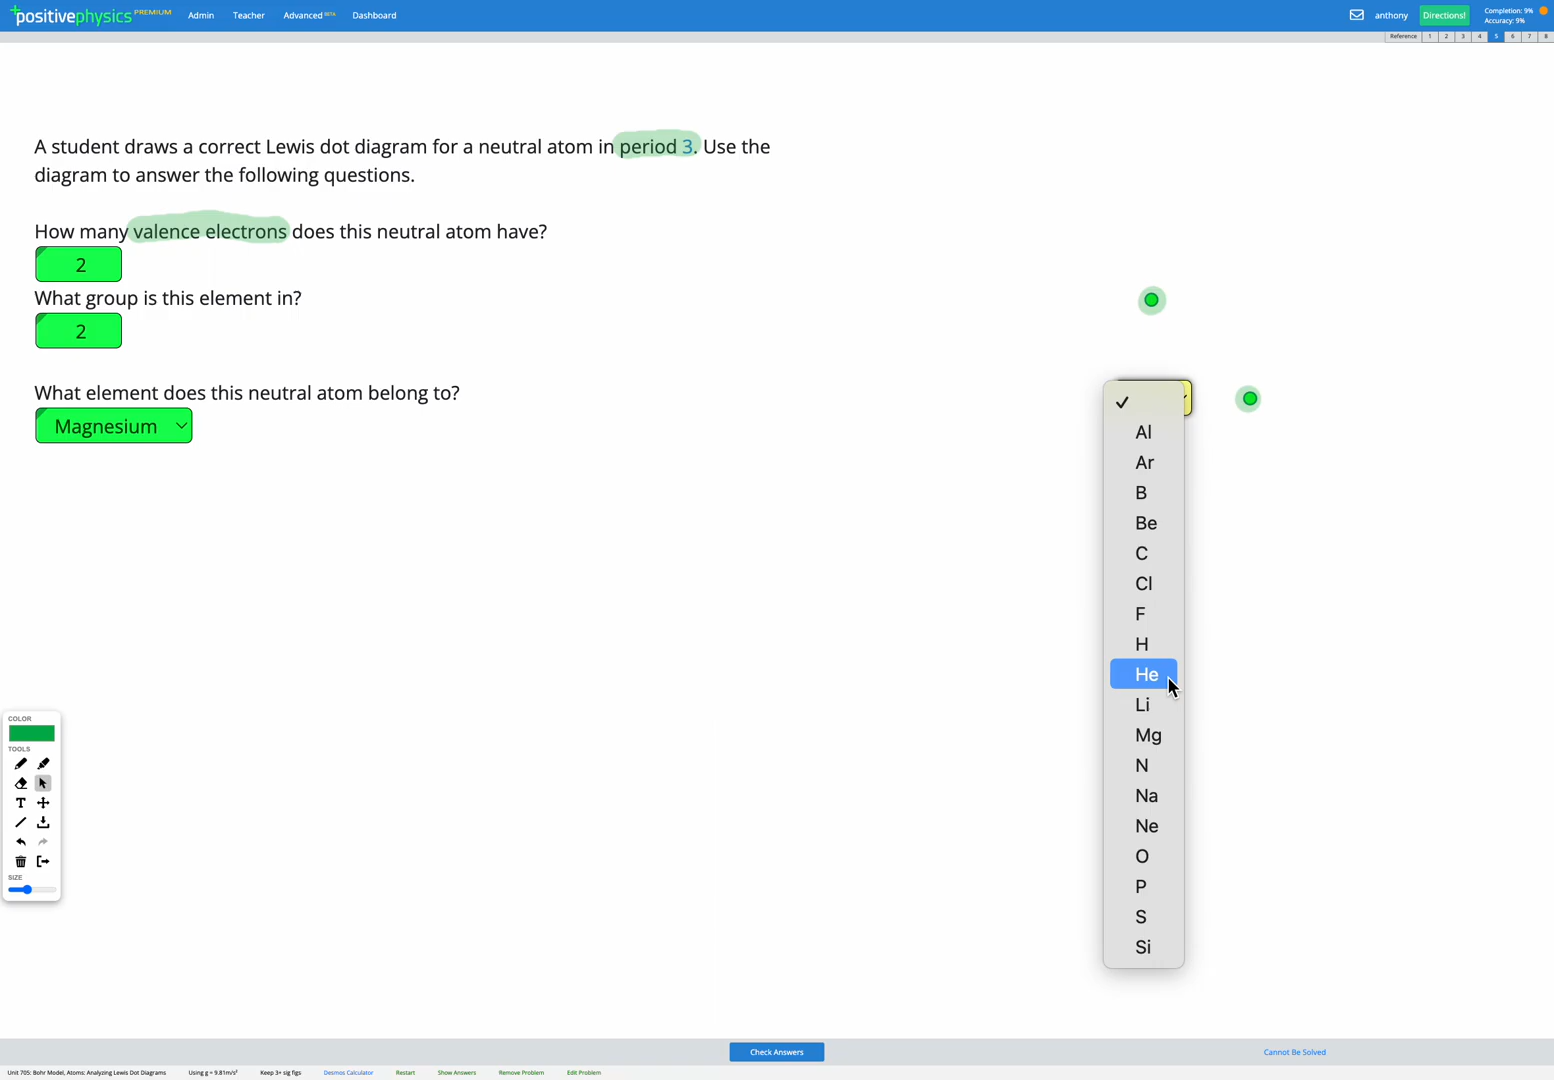 +positivephysics PREMIUM Admin Teacher Advanced BETA Dashboard anthony Directions! Completion: 9%
Accuracy: 9%
Reference 1 2 3 4 5 6 7 8
A student draws a correct Lewis dot diagram for a neutral atom in period 3. Use the
diagram to answer the following questions.
How many valence electrons does this neutral atom have?
2
What group is this element in?
2
What element does this neutral atom belong to?
Magnesium
✓
Al
Ar
B
Be
C
Cl
F
H
He
Li
Mg
N
Na
Ne
O
P
S
Si
COLOR
TOOLS
T
SIZE
Check Answers Cannot Be Solved
Unit 705: Bohr Model, Atoms: Analyzing Lewis Dot Diagrams Using g = 9.81m/s² Keep 3+ sig figs Desmos Calculator Restart Show Answers Remove Problem Edit Problem